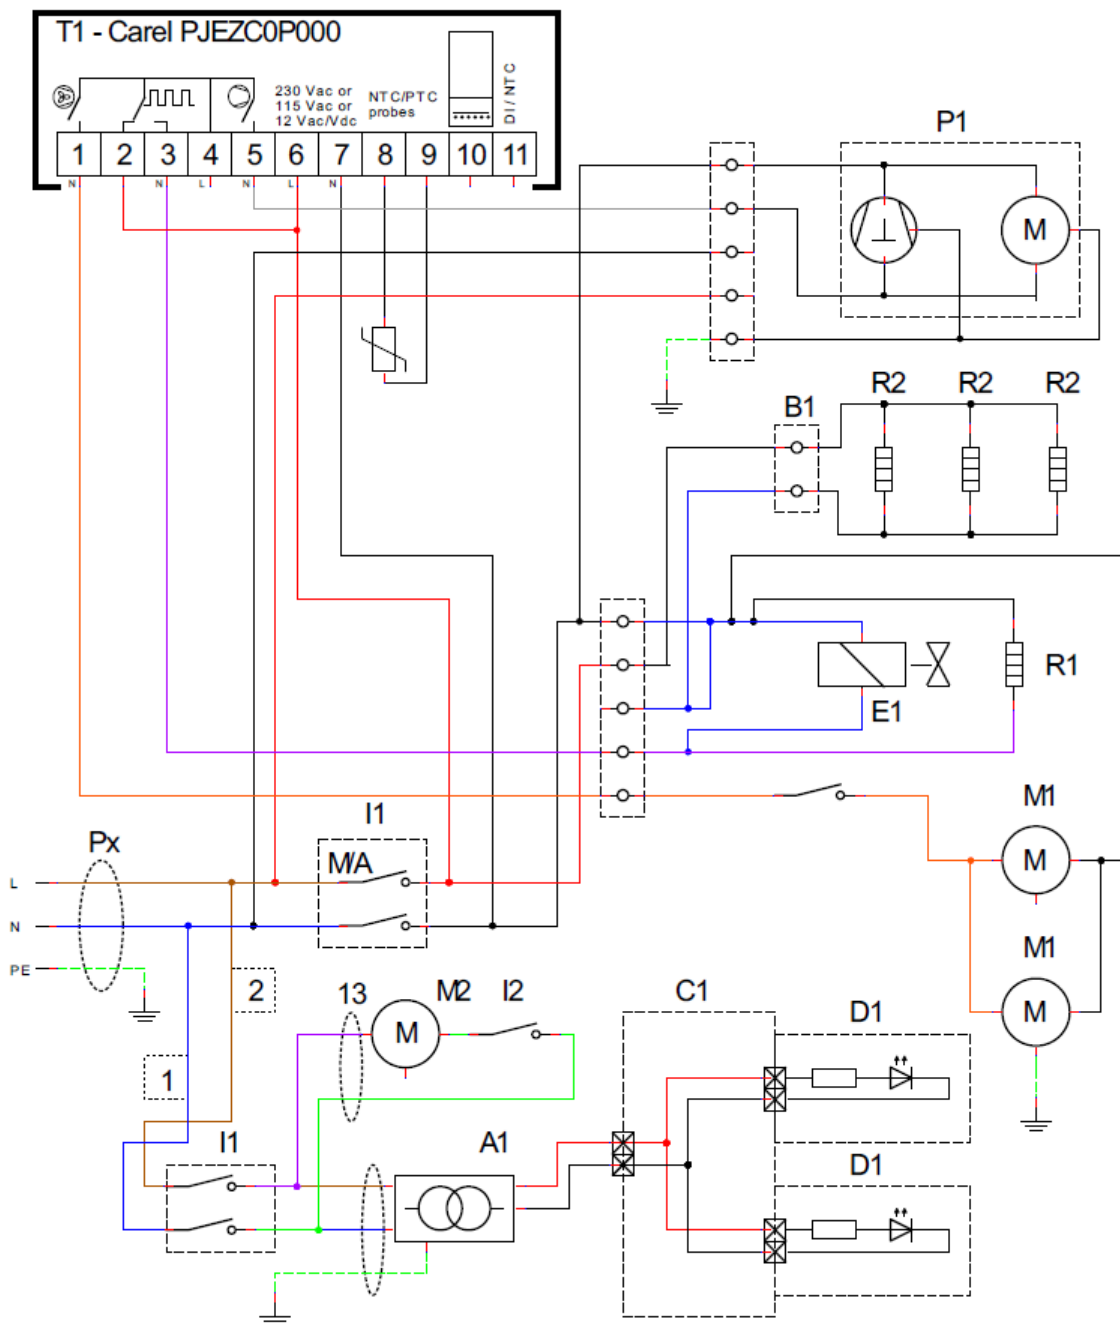 T1 - Carel PJEZC0P000
230 Vac or
115 Vac or
12 Vac/Vdc
NTC/PTC
probes
DI / NTC
1 2 3 4 5 6 7 8 9 10 11
N N L N L N
P1
M
R2 R2 R2
B1
R1
E1
I1
M/A
Px
L
N
PE
M1
M
M1
M
2
13
M2
I2
M
C1
D1
1
I1
A1
D1